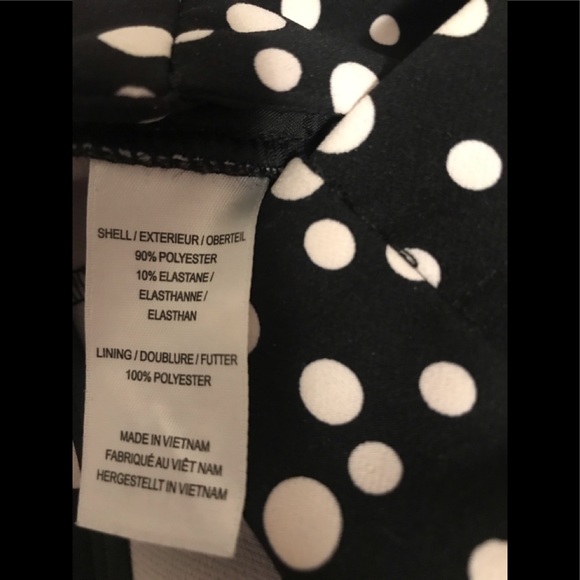 SHELL / EXTERIEUR / OBERTEIL
90% POLYESTER
10% ELASTANE /
ELASTHANNE /
ELASTHAN
LINING / DOUBLURE / FUTTER
100% POLYESTER
MADE IN VIETNAM
FABRIQUÉ AU VIÊT NAM
HERGESTELLT IN VIETNAM